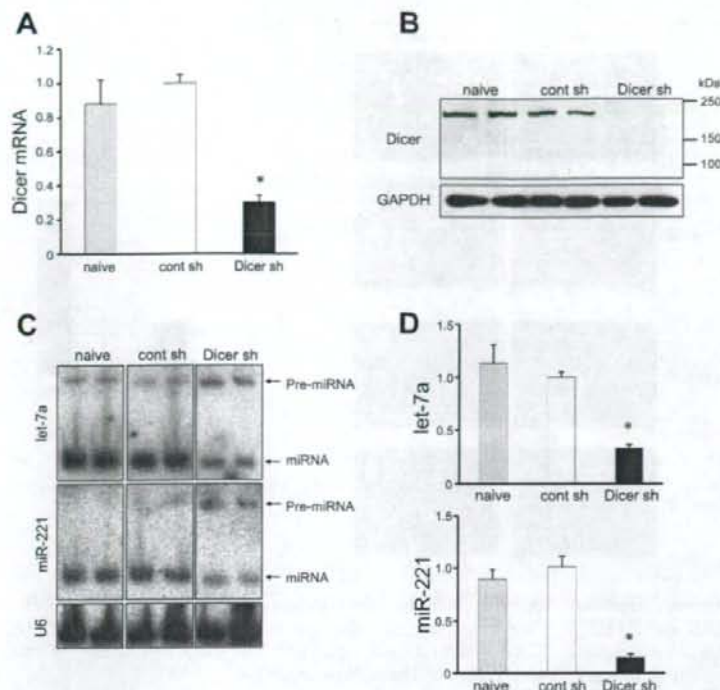 A
Dicer mRNA
1.2
1.0
0.8
0.6
0.4
0.2
0
*
naive cont sh Dicer sh
B
kDa
naive cont sh Dicer sh
250
Dicer
150
100
GAPDH
C
naive cont sh Dicer sh
let-7a
Pre-miRNA
miRNA
miR-221
Pre-miRNA
miRNA
U6
D
let-7a
1.5
1.0
0.5
0
*
naive cont sh Dicer sh
miR-221
1.5
1.0
0.5
0
*
naive cont sh Dicer sh